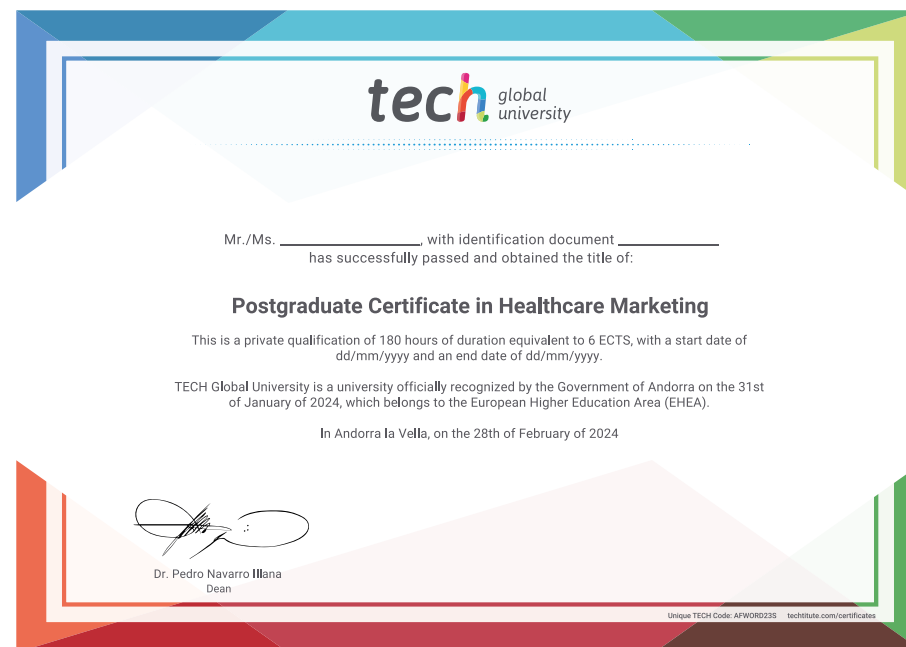 tech global university
Mr./Ms. ____________________, with identification document ______________
has successfully passed and obtained the title of:
Postgraduate Certificate in Healthcare Marketing
This is a private qualification of 180 hours of duration equivalent to 6 ECTS, with a start date of
dd/mm/yyyy and an end date of dd/mm/yyyy.
TECH Global University is a university officially recognized by the Government of Andorra on the 31st
of January of 2024, which belongs to the European Higher Education Area (EHEA).
In Andorra la Vella, on the 28th of February of 2024
Dr. Pedro Navarro Illana
Dean
Unique TECH Code: AFWORD23S techtitute.com/certificates